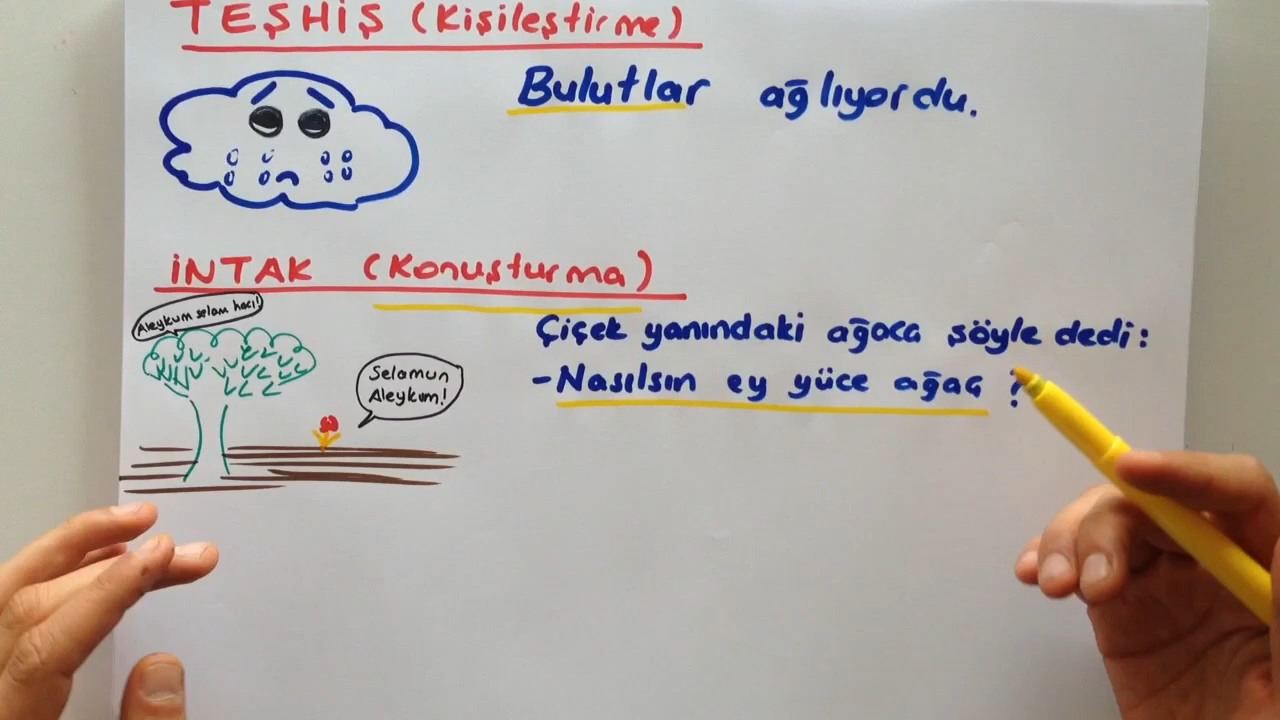 TEŞHİŞ (Kişileştirme)
Bulutlar ağlıyordu.
İNTAK (Konuşturma)
Aleykum selam hacı!
Selamun
Aleykum!
Çiçek yanındaki ağaca şöyle dedi:
-Nasılsın ey yüce ağaç ?